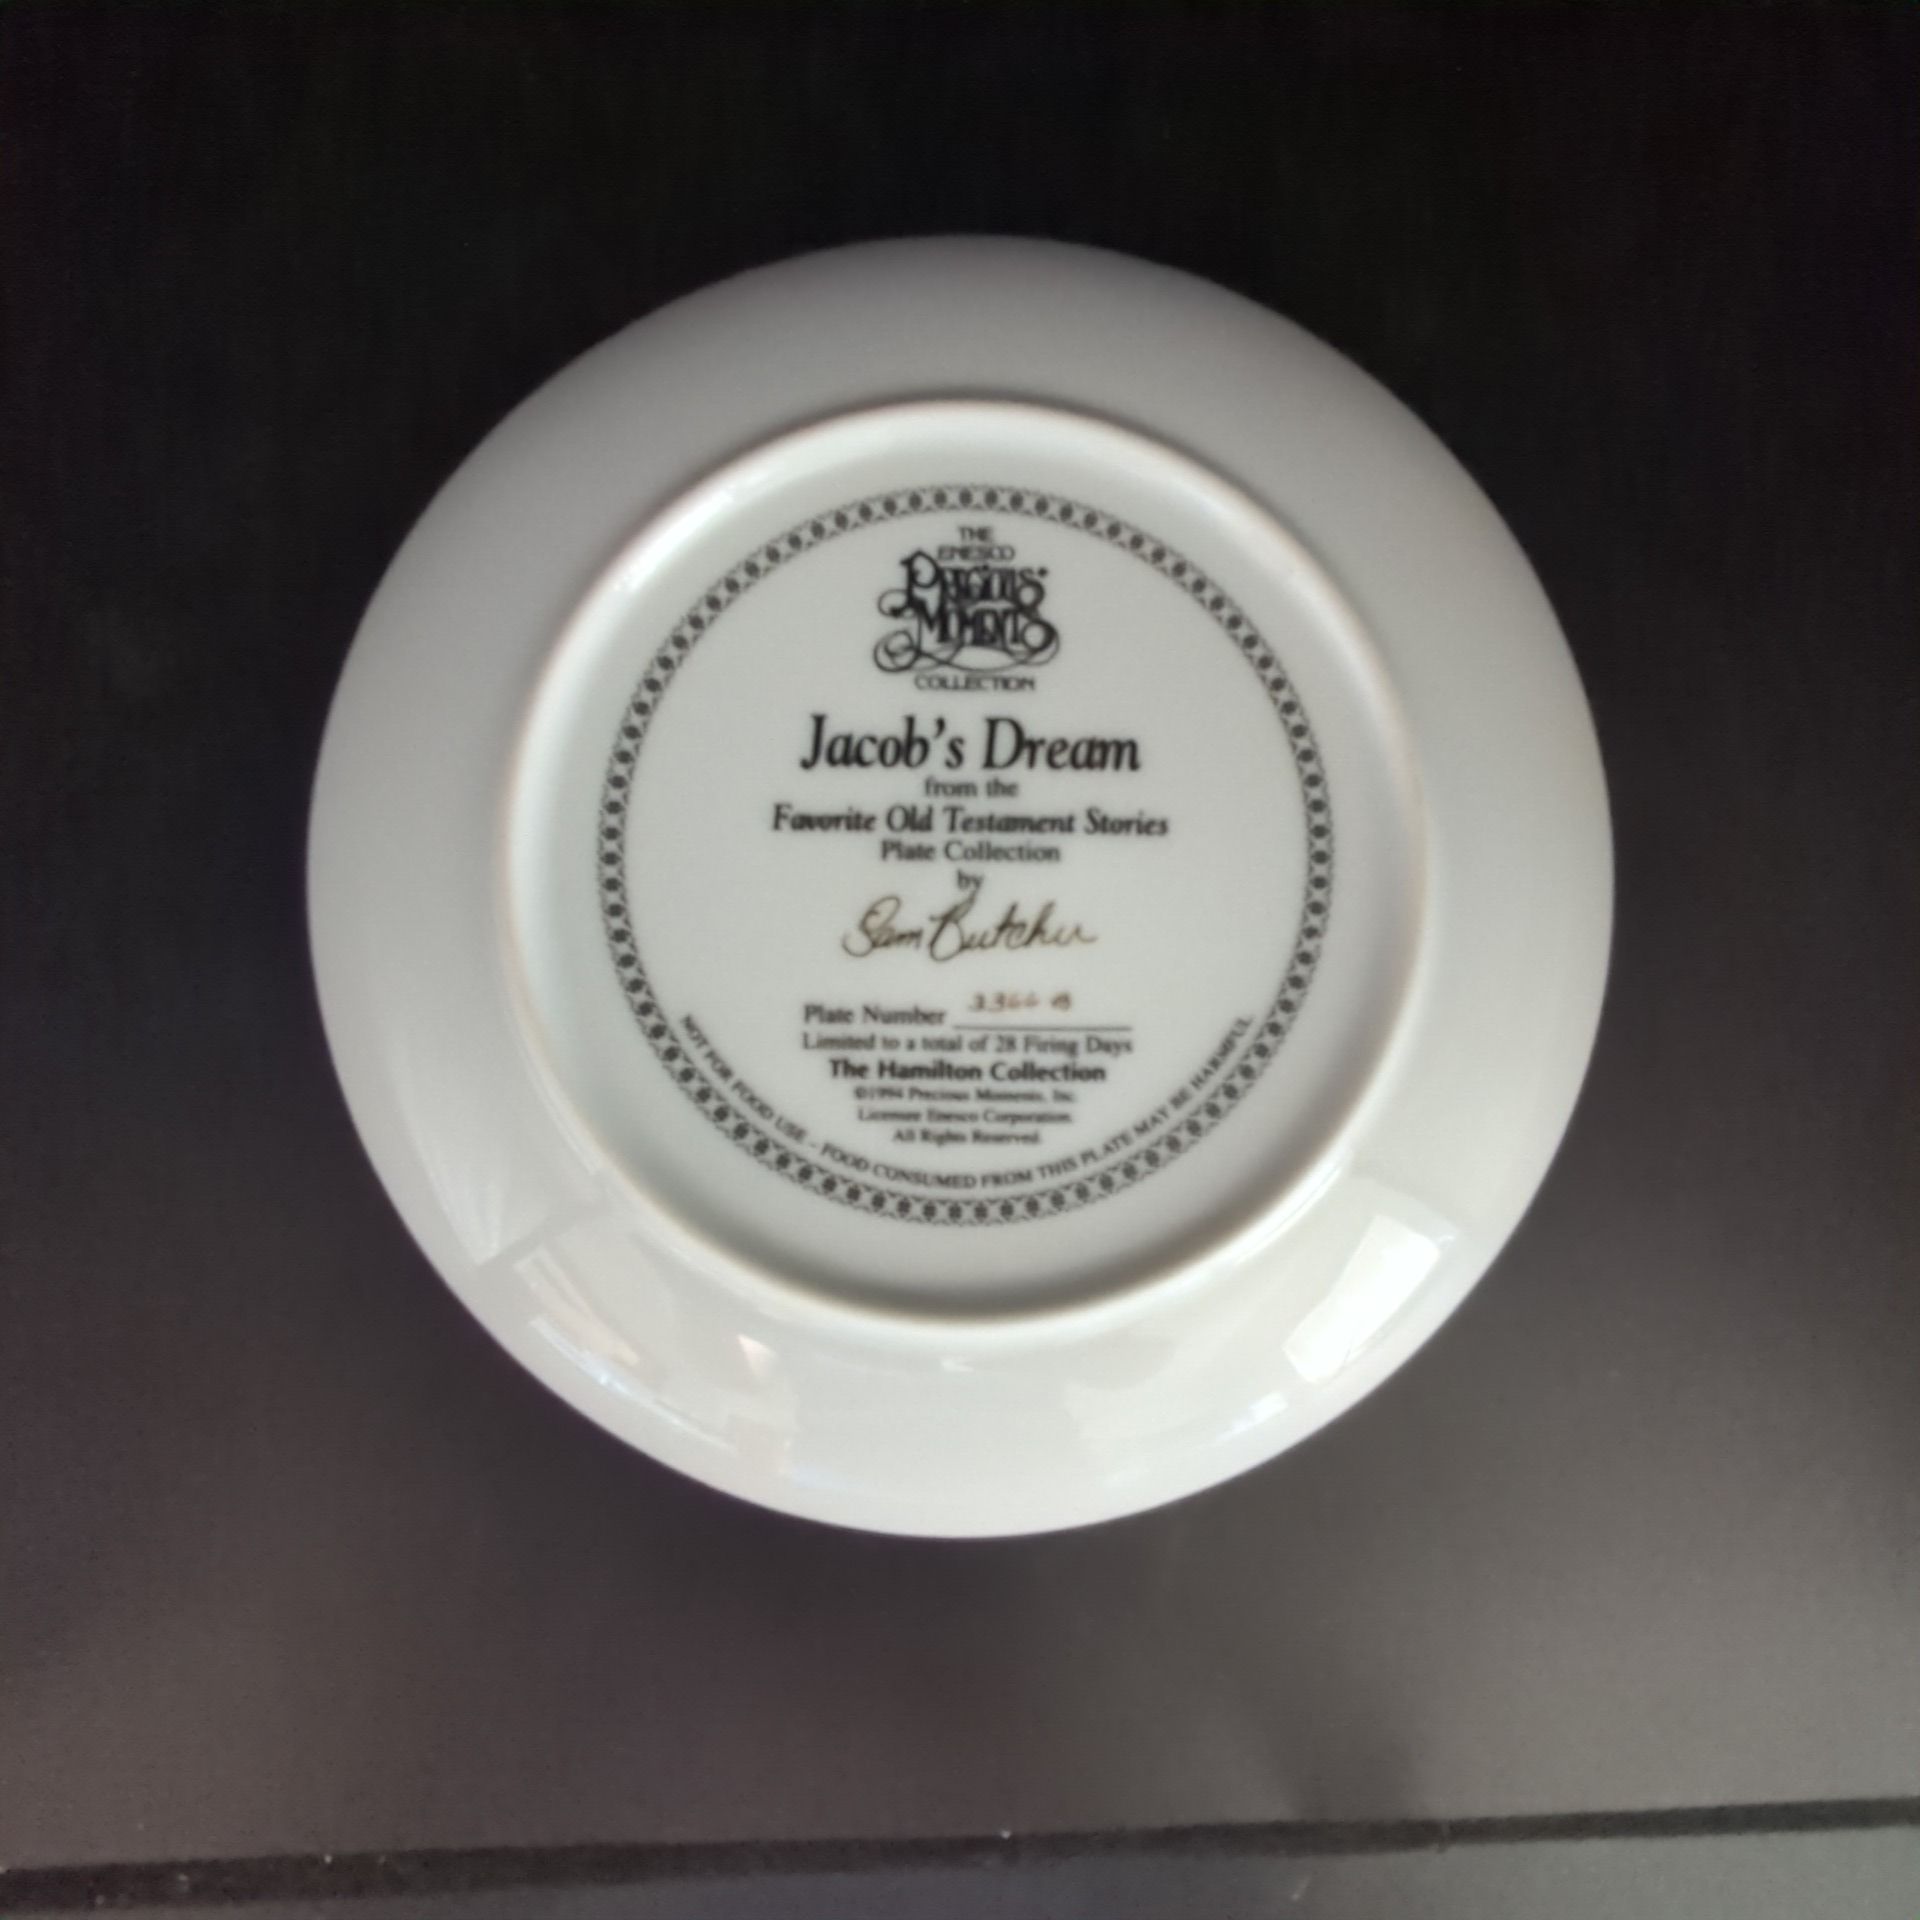 THE
ENESCO
PRECIOUS
MOMENTS
COLLECTION
Jacob's Dream
from the
Favorite Old Testament Stories
Plate Collection
by
Sam Butcher
Plate Number
Limited to a total of 28 Firing Days
The Hamilton Collection
©1994 Precious Moments, Inc.
Licensee Enesco Corporation.
All Rights Reserved.
NOT FOR FOOD USE – FOOD CONSUMED FROM THIS PLATE MAY BE HARMFUL